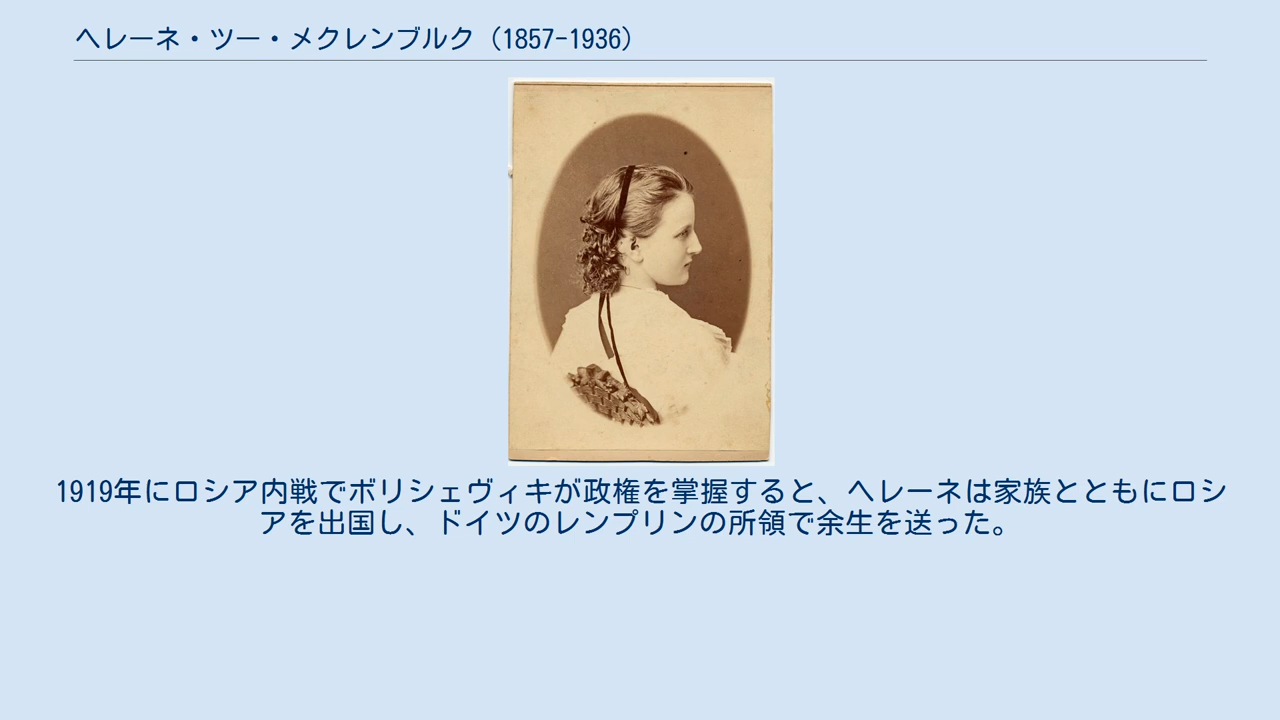 ヘレーネ・ツー・メクレンブルク（1857-1936）
1919年にロシア内戦でボリシェヴィキが政権を掌握すると、ヘレーネは家族とともにロシ
アを出国し、ドイツのレンプリンの所領で余生を送った。